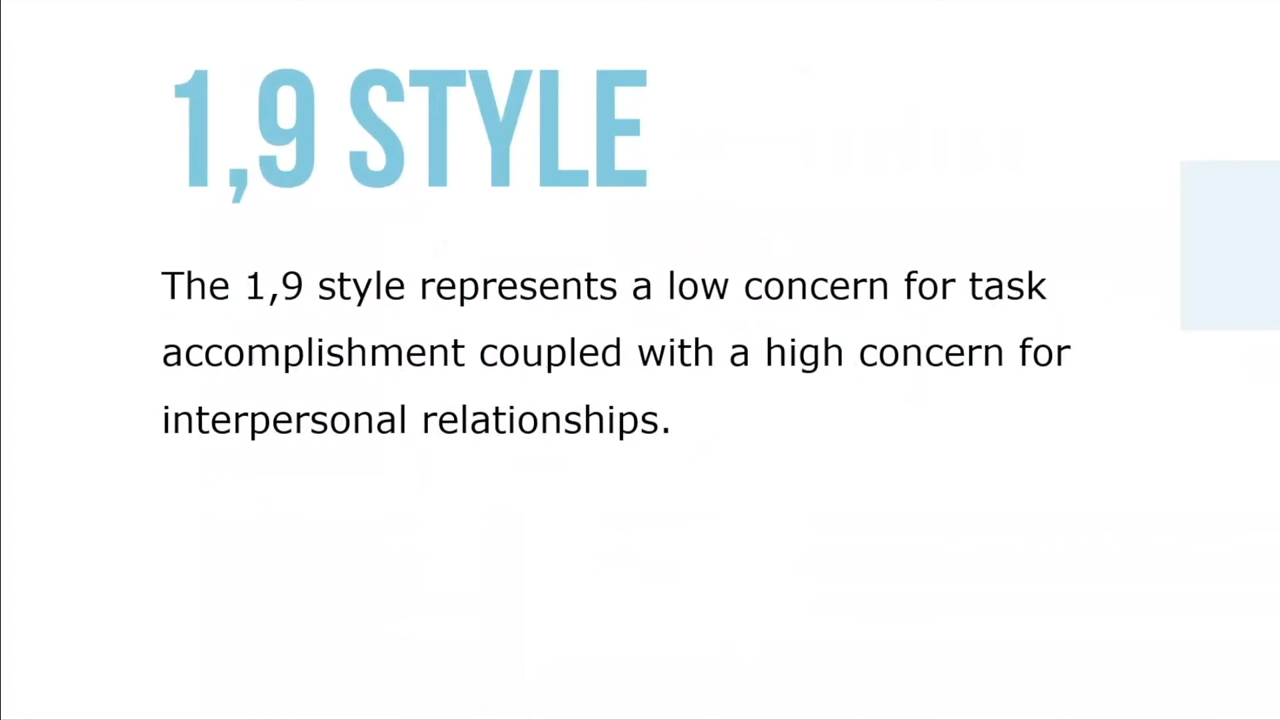 1,9 STYLE
The 1,9 style represents a low concern for task
accomplishment coupled with a high concern for
interpersonal relationships.